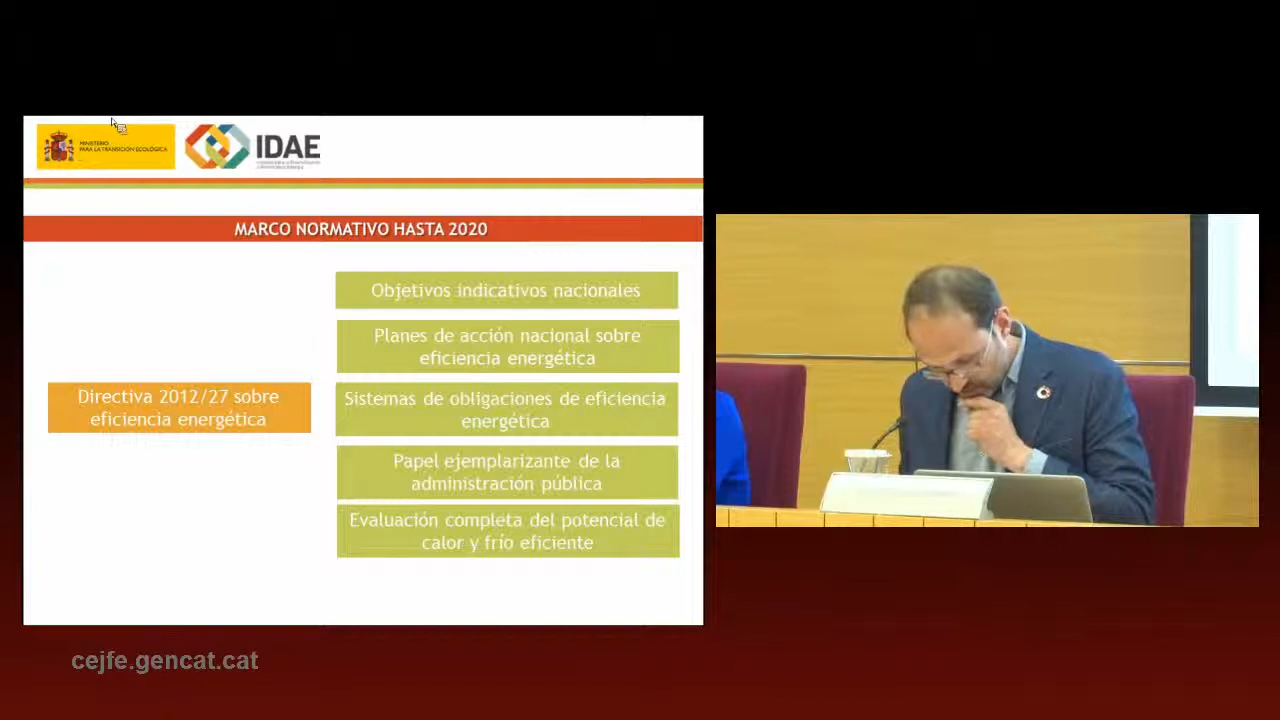 MINISTERIO
PARA LA TRANSICIÓN ECOLÓGICA
IDAE
MARCO NORMATIVO HASTA 2020
Objetivos indicativos nacionales
Planes de acción nacional sobre
eficiencia energética
Directiva 2012/27 sobre
eficiencia energética
Sistemas de obligaciones de eficiencia
energética
Papel ejemplarizante de la
administración pública
Evaluación completa del potencial de
calor y frío eficiente
cejfe.gencat.cat